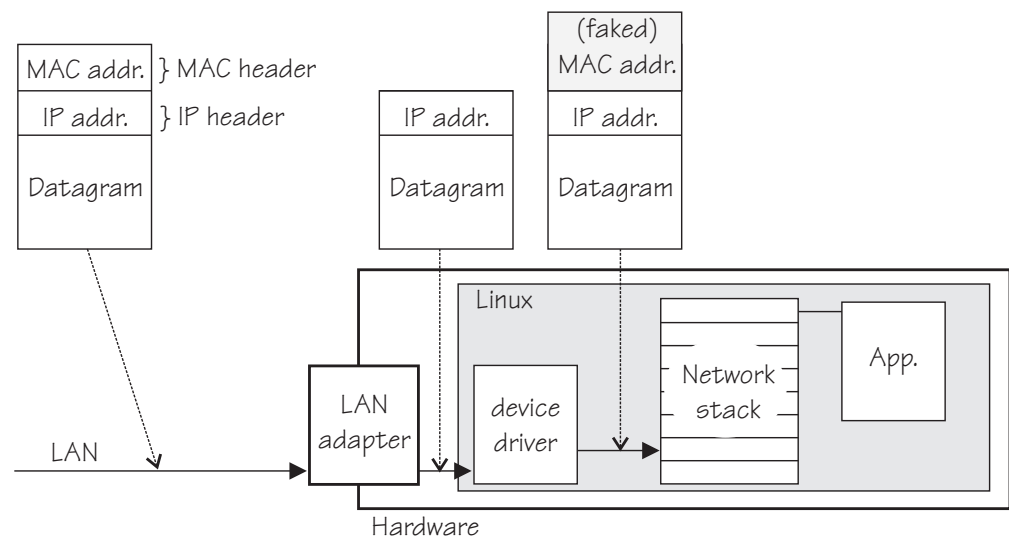 (faked)
MAC addr.
MAC addr.
} MAC header
IP addr.
} IP header
IP addr.
IP addr.
Datagram
Datagram
Datagram
Linux
Network
stack
App.
LAN
adapter
device
driver
LAN
Hardware